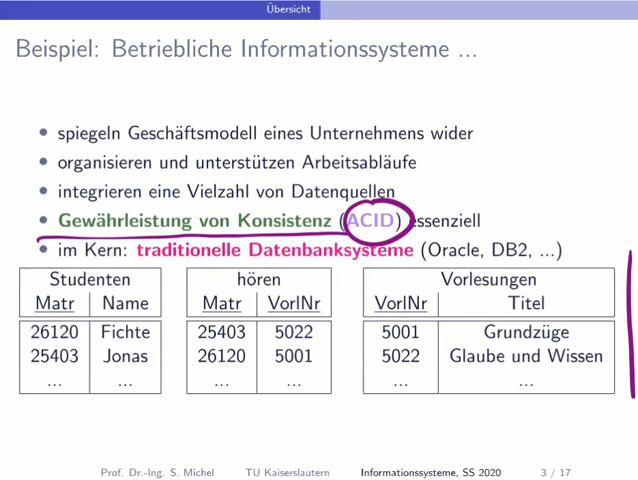 Übersicht
Beispiel: Betriebliche Informationssysteme ...
• spiegeln Geschäftsmodell eines Unternehmens wider
• organisieren und unterstützen Arbeitsabläufe
• integrieren eine Vielzahl von Datenquellen
• Gewährleistung von Konsistenz (ACID) essenziell
• im Kern: traditionelle Datenbanksysteme (Oracle, DB2, ...)
Studenten hören Vorlesungen
Matr Name Matr VorlNr VorlNr Titel
26120 Fichte 25403 5022 5001 Grundzüge
25403 Jonas 26120 5001 5022 Glaube und Wissen
... ... ... ... ... ...
Prof. Dr.-Ing. S. Michel TU Kaiserslautern Informationssysteme, SS 2020 3 / 17